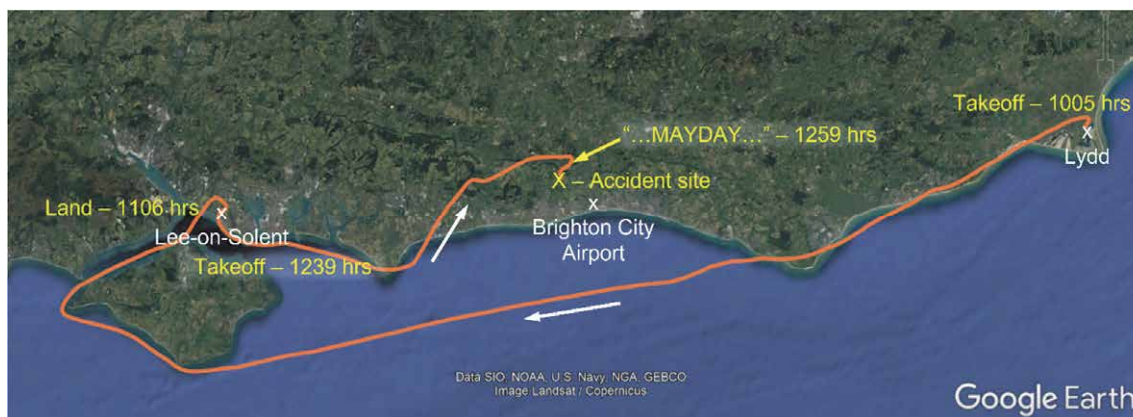 Takeoff – 1005 hrs
Lydd
“...MAYDAY...” – 1259 hrs
X – Accident site
x
Brighton City
Airport
Land – 1106 hrs
x
Lee-on-Solent
Takeoff – 1239 hrs
x
Data SIO, NOAA, U.S. Navy, NGA, GEBCO
Image Landsat / Copernicus
Google Earth